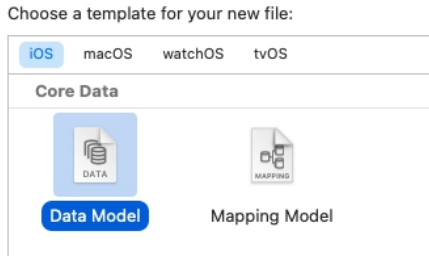 Choose a template for your new file:
iOS macOS watchOS tvOS
Core Data
DATA MAPPING
Data Model Mapping Model